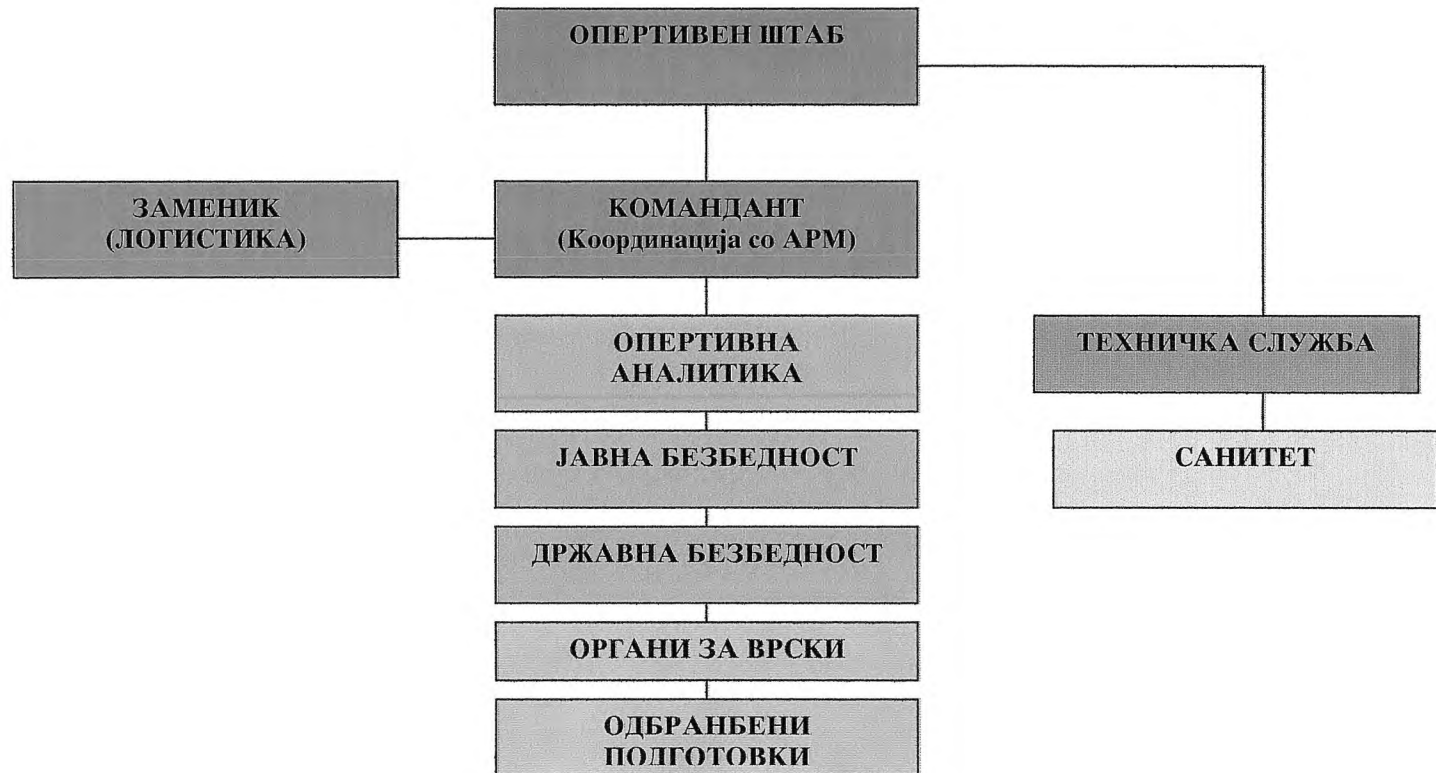 ОПЕРТИВЕН ШТАБ
ЗАМЕНИК
(ЛОГИСТИКА)
КОМАНДАНТ
(Координација со АРМ)
ОПЕРТИВНА
АНАЛИТИКА
ТЕХНИЧКА СЛУЖБА
ЈАВНА БЕЗБЕДНОСТ
САНИТЕТ
ДРЖАВНА БЕЗБЕДНОСТ
ОРГАНИ ЗА ВРСКИ
ОДБРАНБЕНИ
ПОДГОТОВКИ